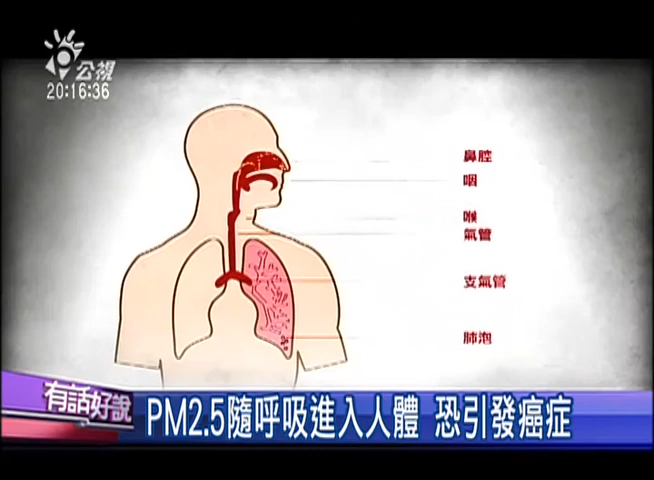 公視
20:16:36
鼻腔
咽
喉
氣管
支氣管
肺泡
有話好說
PM2.5隨呼吸進入人體 恐引發癌症